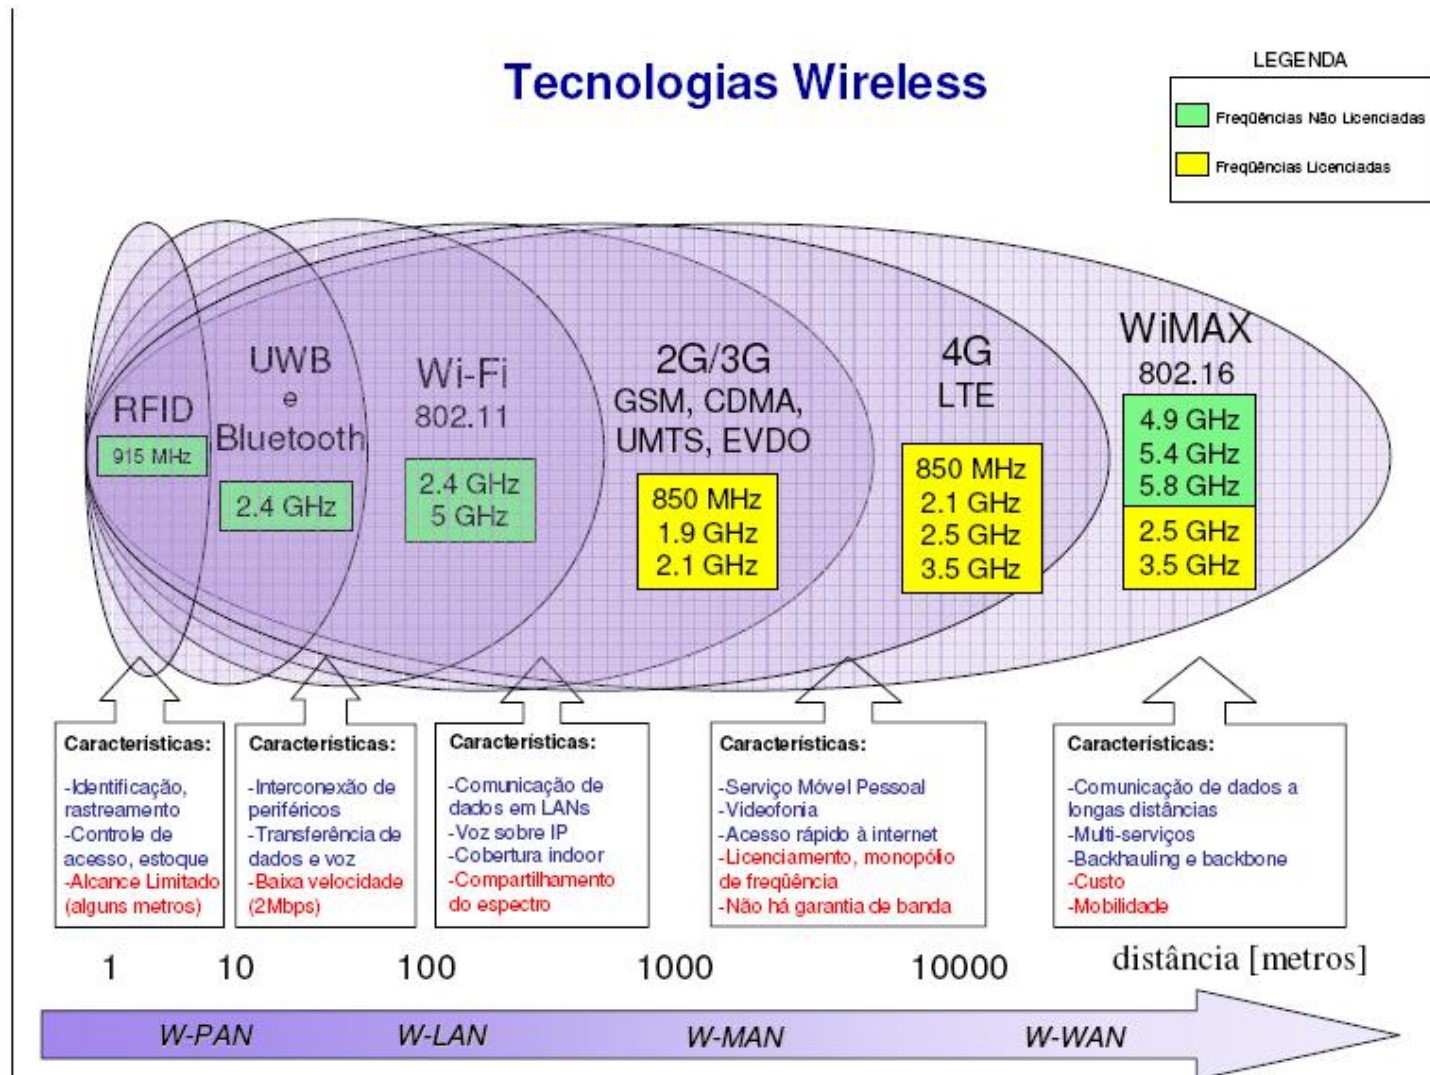 Tecnologias Wireless
LEGENDA
Freqüências Não Licenciadas
Freqüências Licenciadas
RFID
915 MHz
UWB
e
Bluetooth
2.4 GHz
Wi-Fi
802.11
2.4 GHz
5 GHz
2G/3G
GSM, CDMA,
UMTS, EVDO
850 MHz
1.9 GHz
2.1 GHz
4G
LTE
850 MHz
2.1 GHz
2.5 GHz
3.5 GHz
WiMAX
802.16
4.9 GHz
5.4 GHz
5.8 GHz
2.5 GHz
3.5 GHz
Características:
-Identificação,
rastreamento
-Controle de
acesso, estoque
-Alcance Limitado
(alguns metros)
Características:
-Interconexão de
periféricos
-Transferência de
dados e voz
-Baixa velocidade
(2Mbps)
Características:
-Comunicação de
dados em LANs
-Voz sobre IP
-Cobertura indoor
-Compartilhamento
do espectro
Características:
-Serviço Móvel Pessoal
-Videofonia
-Acesso rápido à internet
-Licenciamento, monopólio
de freqüência
-Não há garantia de banda
Características:
-Comunicação de dados a
longas distâncias
-Multi-serviços
-Backhauling e backbone
-Custo
-Mobilidade
1 10 100 1000 10000 distância [metros]
W-PAN W-LAN W-MAN W-WAN